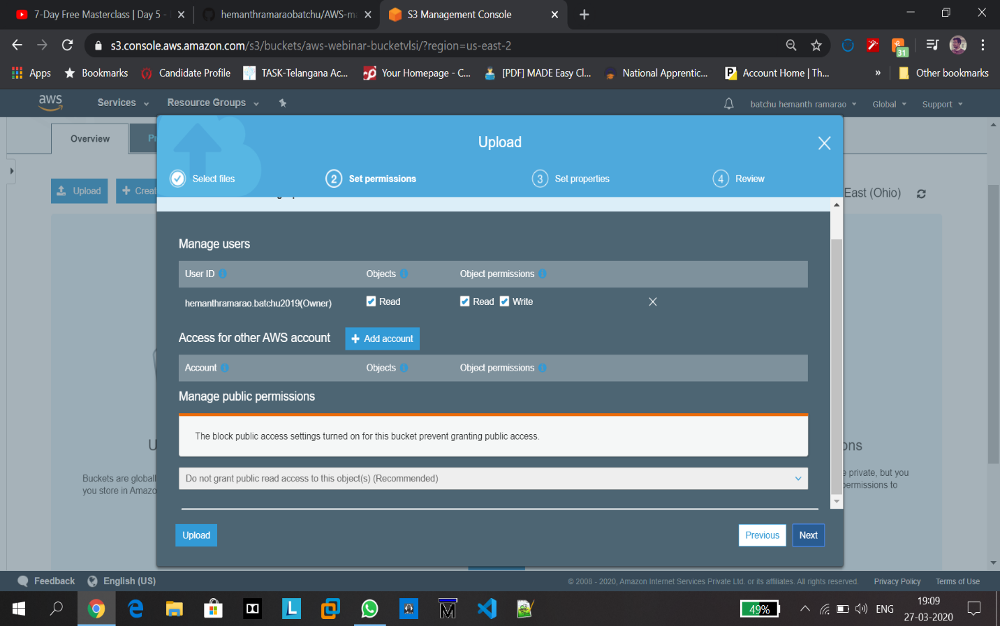 7-Day Free Masterclass | Day 5 -
hemanthramaraobatchu/AWS-m
S3 Management Console
s3.console.aws.amazon.com/s3/buckets/aws-webinar-bucketvlsi/?region=us-east-2
31
Apps
Bookmarks
Candidate Profile
TASK-Telangana Ac...
Your Homepage - C...
[PDF] MADE Easy Cl...
National Apprentic...
Account Home | Th...
»
Other bookmarks
aws
Services
Resource Groups
batchu hemanth ramarao
Global
Support
Overview
Upload
Upload
Creat
Select files
2 Set permissions
3 Set properties
4 Review
East (Ohio)
Manage users
User ID Objects Object permissions
hemanthramarao.batchu2019(Owner) Read Read Write
Access for other AWS account
Add account
Account Objects Object permissions
Manage public permissions
The block public access settings turned on for this bucket prevent granting public access.
Do not grant public read access to this object(s) (Recommended)
Upload
Previous
Next
Buckets are globall
you store in Amazo
ons
e private, but you
permissions to
Feedback
English (US)
© 2008 - 2020, Amazon Internet Services Private Ltd. or its affiliates. All rights reserved.
Privacy Policy
Terms of Use
49%
ENG
19:09
27-03-2020